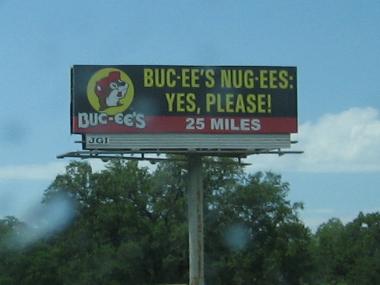 BUC-EE'S NUG-EES:
YES, PLEASE!
BUC-EE'S
25 MILES
JGI